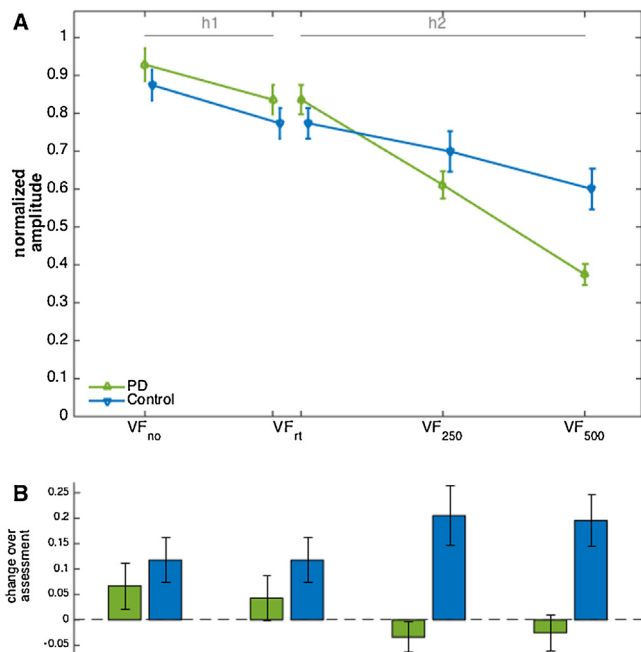 A
h1
h2
1
0.9
0.8
0.7
0.6
0.5
0.4
0.3
0.2
0.1
0
normalized
amplitude
PD
Control
VFno
VFrt
VF250
VF500
B
0.25
0.2
0.15
0.1
0.05
0
-0.05
change over
assessment